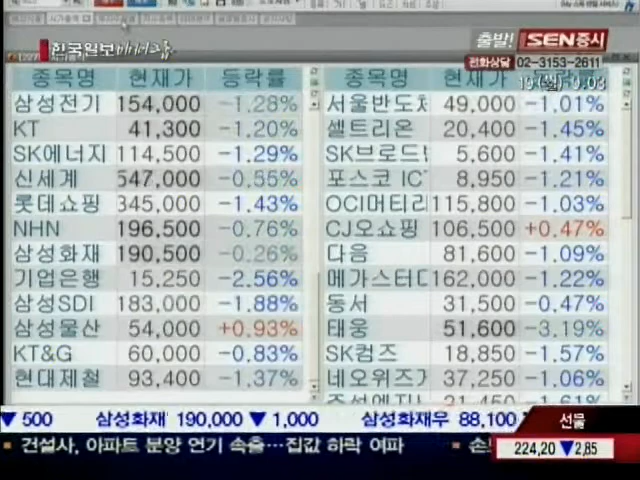 한국일보미디어그룹
출발! SEN증시
전화상담 02-3153-2611
19(월) 9:03
종목명 현재가 등락률
삼성전기 154,000 -1.28%
KT 41,300 -1.20%
SK에너지 114,500 -1.29%
신세계 547,000 -0.55%
롯데쇼핑 345,000 -1.43%
NHN 196,500 -0.76%
삼성화재 190,500 -0.26%
기업은행 15,250 -2.56%
삼성SDI 183,000 -1.88%
삼성물산 54,000 +0.93%
KT&G 60,000 -0.83%
현대제철 93,400 -1.37%
종목명 현재가
서울반도체 49,000 -1.01%
셀트리온 20,400 -1.45%
SK브로드 5,600 -1.41%
포스코 IC 8,950 -1.21%
OCI머티리 115,800 -1.03%
CJ오쇼핑 106,500 +0.47%
다음 81,600 -1.09%
메가스터디 162,000 -1.22%
동서 31,500 -0.47%
태웅 51,600 -3.19%
SK컴즈 18,850 -1.57%
네오위즈 37,250 -1.06%
▼ 500 삼성화재 190,000 ▼ 1,000 삼성화재우 88,100
선물
건설사, 아파트 분양 연기 속출…집값 하락 여파
224,20 ▼2,85